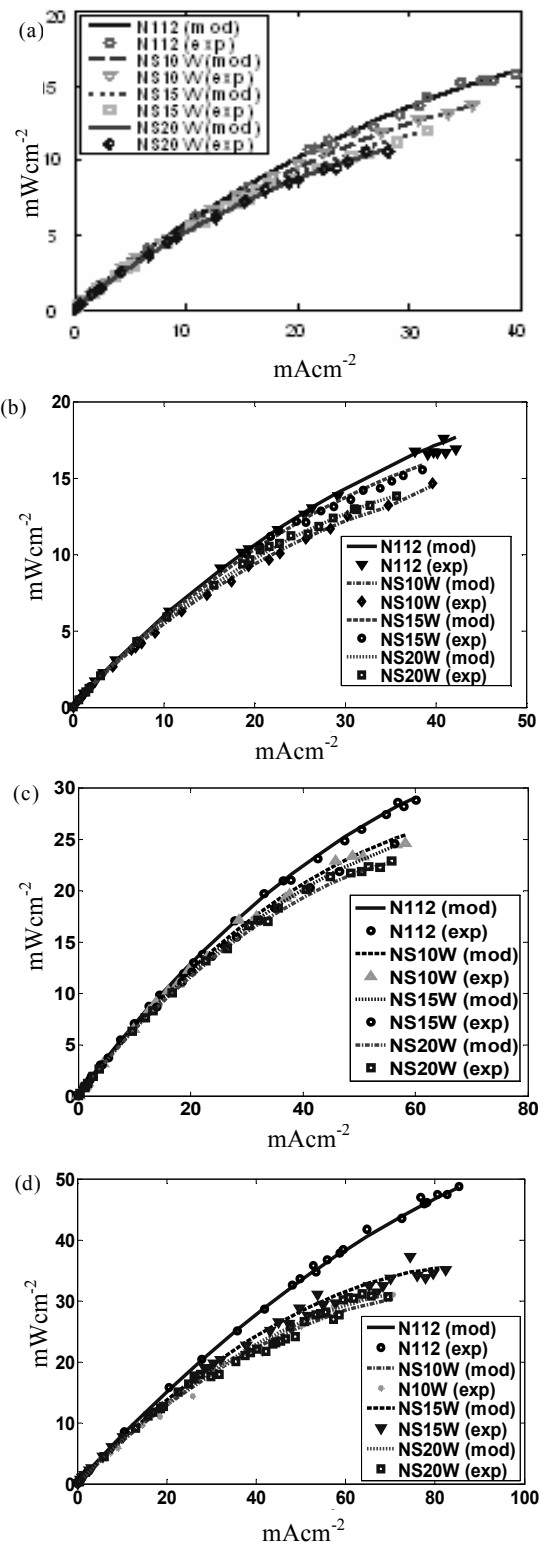 (a)
20
15
10
5
0
mWcm-2
N112 (mod)
N112 (exp)
NS10W (mod)
NS10W (exp)
NS15W (mod)
NS15W (exp)
NS20W (mod)
NS20W (exp)
0 10 20 30 40
mAcm-2
(b)
20
15
10
5
0
mWcm-2
N112 (mod)
N112 (exp)
NS10W (mod)
NS10W (exp)
NS15W (mod)
NS15W (exp)
NS20W (mod)
NS20W (exp)
0 10 20 30 40 50
mAcm-2
(c)
30
25
20
15
10
5
0
mWcm-2
N112 (mod)
N112 (exp)
NS10W (mod)
NS10W (exp)
NS15W (mod)
NS15W (exp)
NS20W (mod)
NS20W (exp)
0 20 40 60 80
mAcm-2
(d)
50
40
30
20
10
0
mWcm-2
N112 (mod)
N112 (exp)
NS10W (mod)
N10W (exp)
NS15W (mod)
NS15W (exp)
NS20W (mod)
NS20W (exp)
0 20 40 60 80 100
mAcm-2